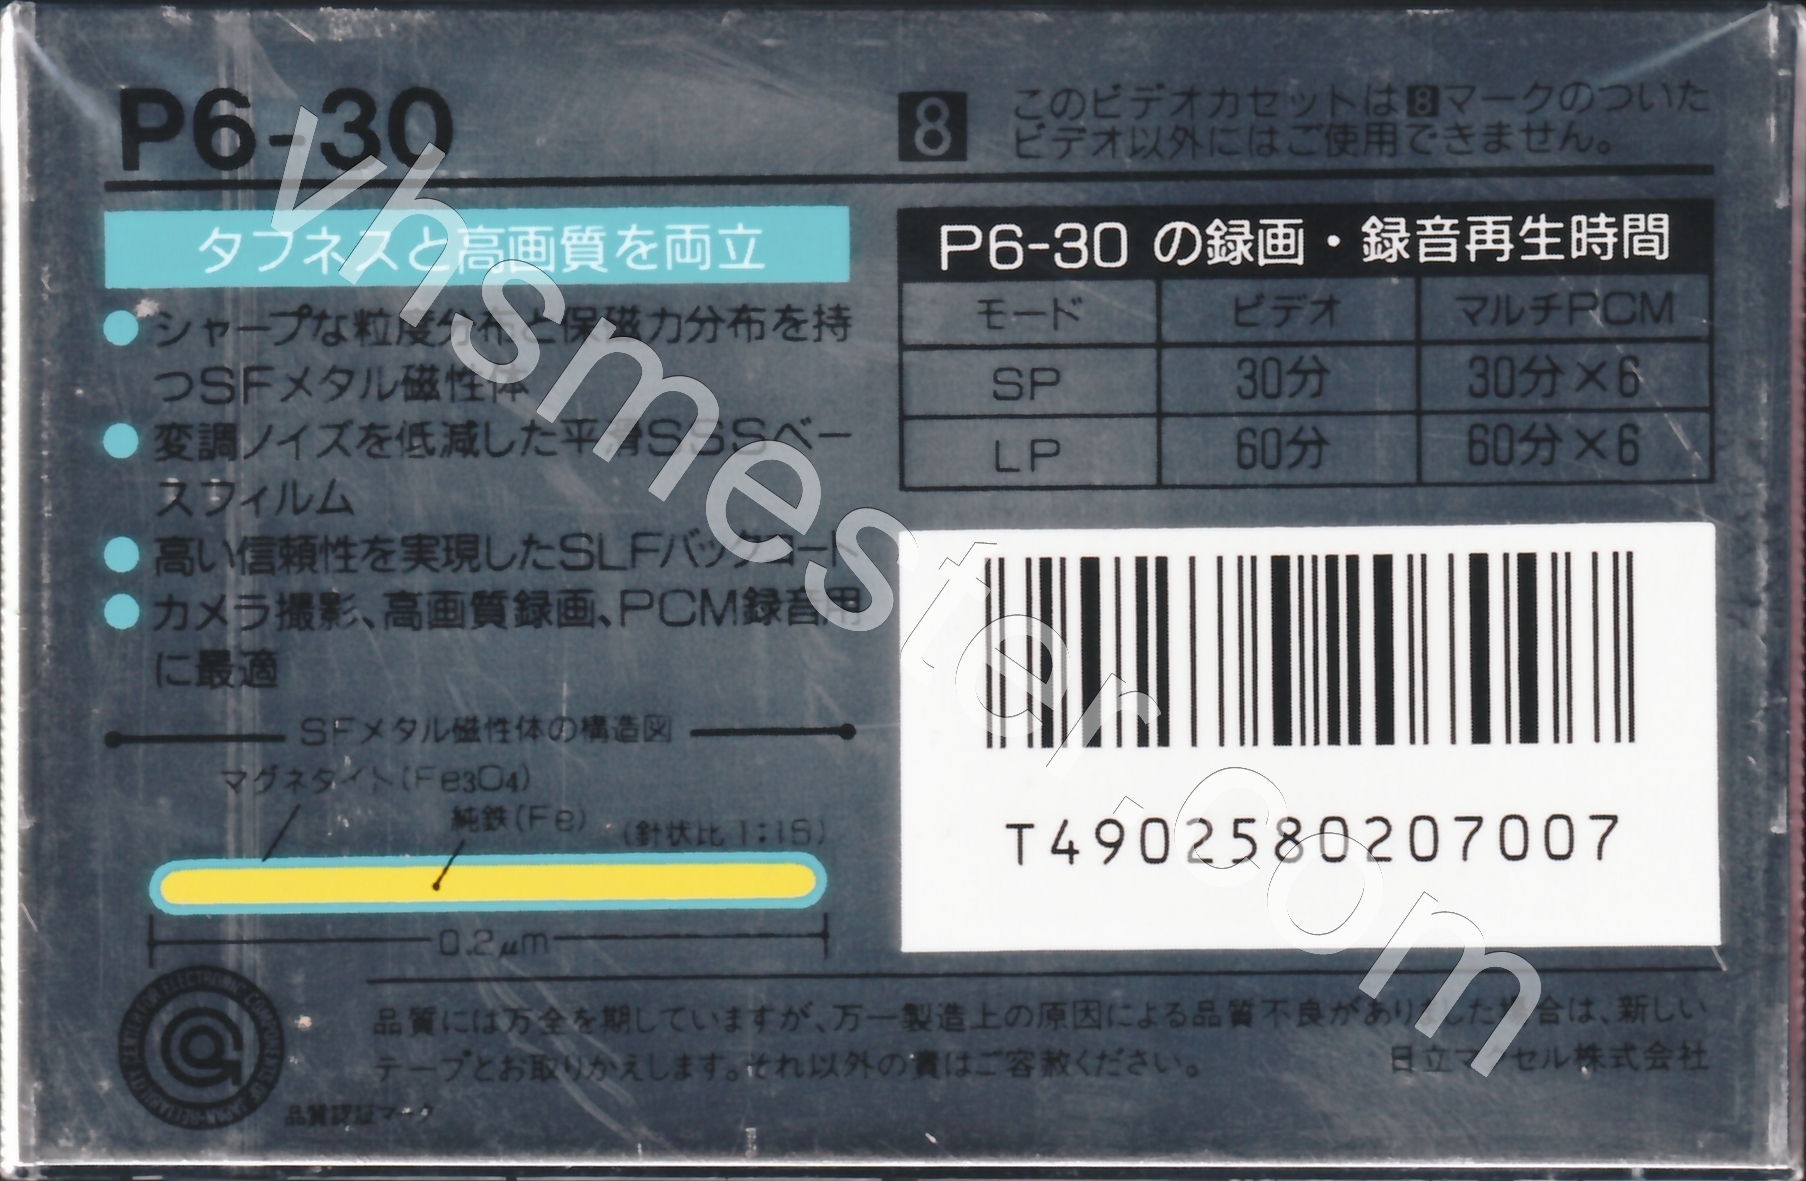 P6-30
8 このビデオカセットは8マークのついた
ビデオ以外にはご使用できません。
タフネスと高画質を両立
シャープな粒度分布と保磁力分布を持
つSFメタル磁性体
変調ノイズを低減した平滑SSSベー
スフィルム
高い信頼性を実現したSLFバックコート
カメラ撮影、高画質録画、PCM録音用
に最適
SFメタル磁性体の構造図
マグネタイト(Fe3O4)
純鉄(Fe)
(針状比 1:15)
0.2μm
P6-30 の録画・録音再生時間
モード ビデオ マルチPCM
SP 30分 30分×6
LP 60分 60分×6
T4902580207007
品質には万全を期していますが、万一製造上の原因による品質不良がありました場合は、新しい
テープとお取りかえします。それ以外の責はご容赦ください。
日立マクセル株式会社
品質認証マーク
vhsmester.com